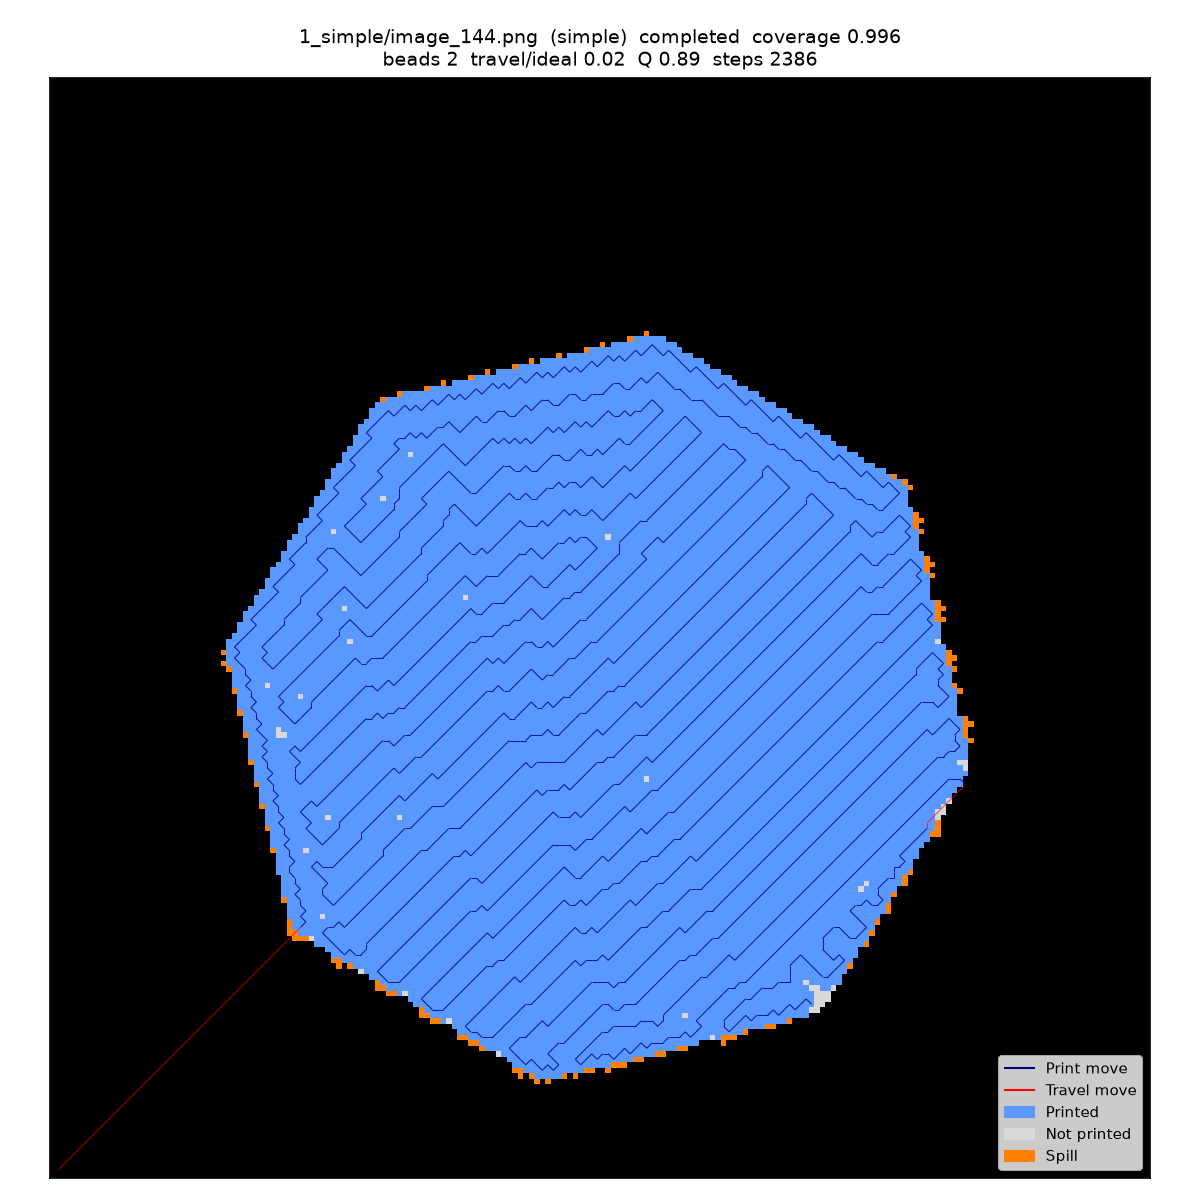 1_simple/image_144.png  (simple)  completed  coverage 0.996
beads 2  travel/ideal 0.02  Q 0.89  steps 2386
Print move
Travel move
Printed
Not printed
Spill